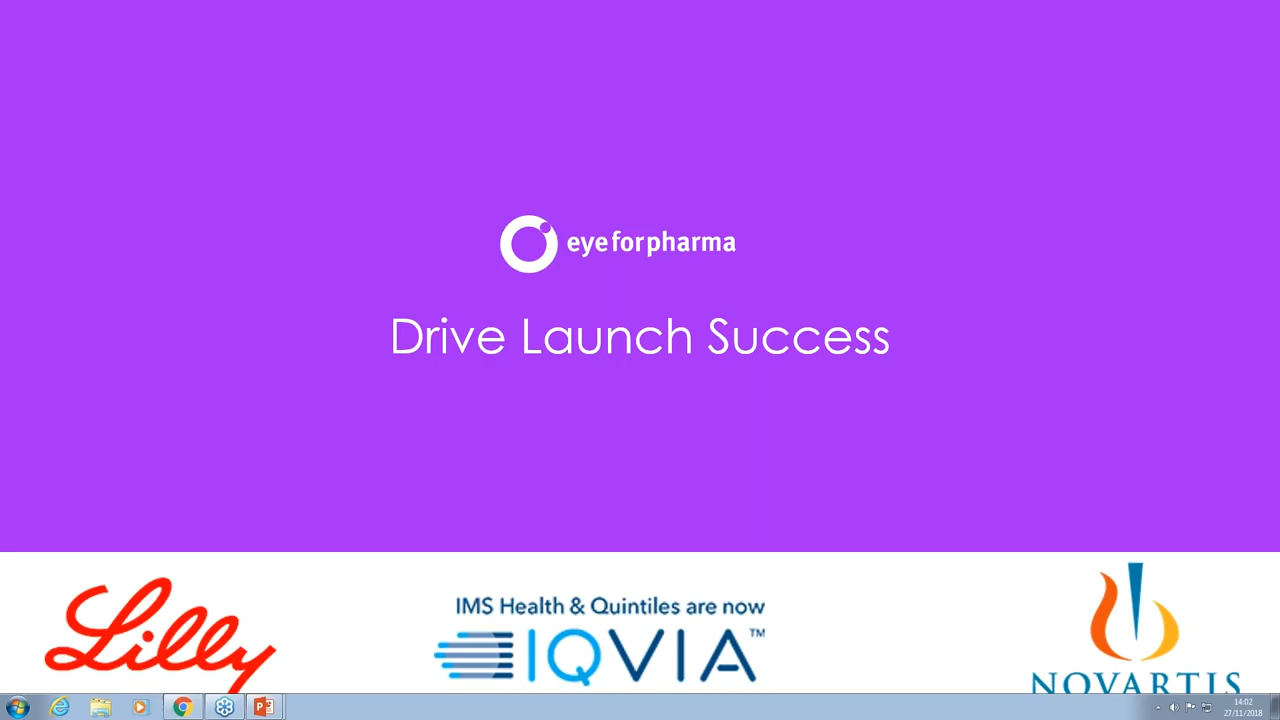 eyeforpharma
Drive Launch Success
Lilly
IMS Health & Quintiles are now
IQVIA™
NOVARTIS
14:02
27/11/2018